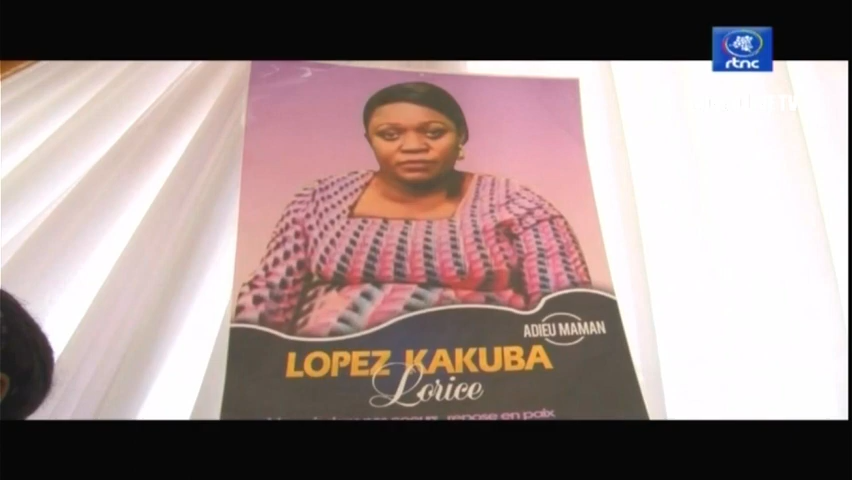 rtnc
ADIEU MAMAN
LOPEZ KAKUBA
Lorice
repose en paix